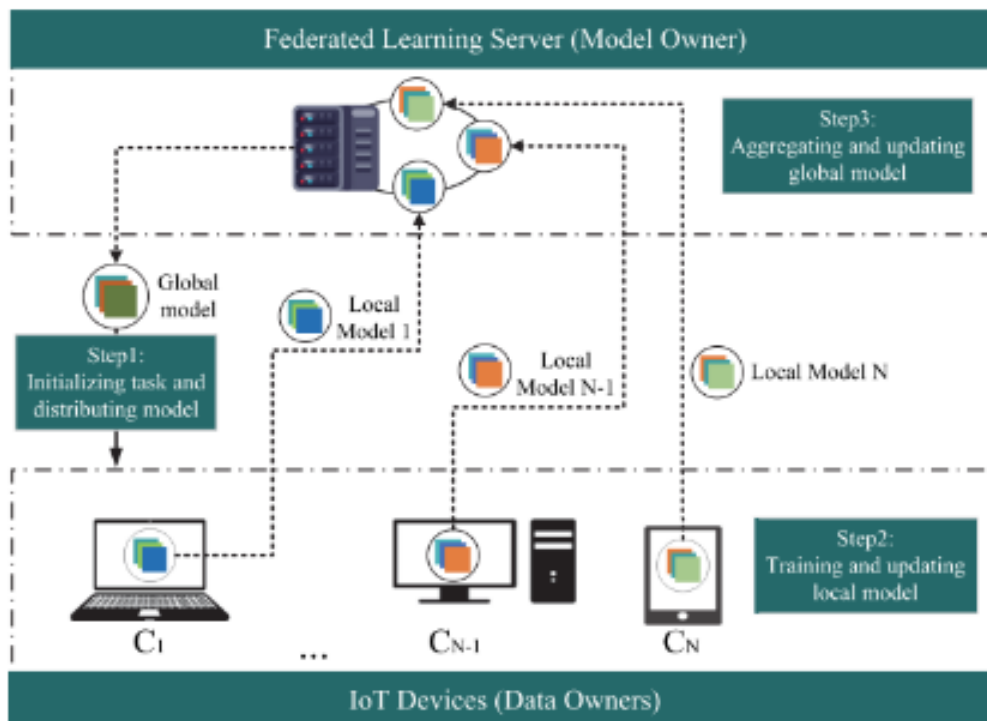 Federated Learning Server (Model Owner)
Step3:
Aggregating and updating
global model
Global
model
Local
Model 1
Local
Model N-1
Local Model N
Step1:
Initializing task and
distributing model
Step2:
Training and updating
local model
C1
...
CN-1
CN
IoT Devices (Data Owners)